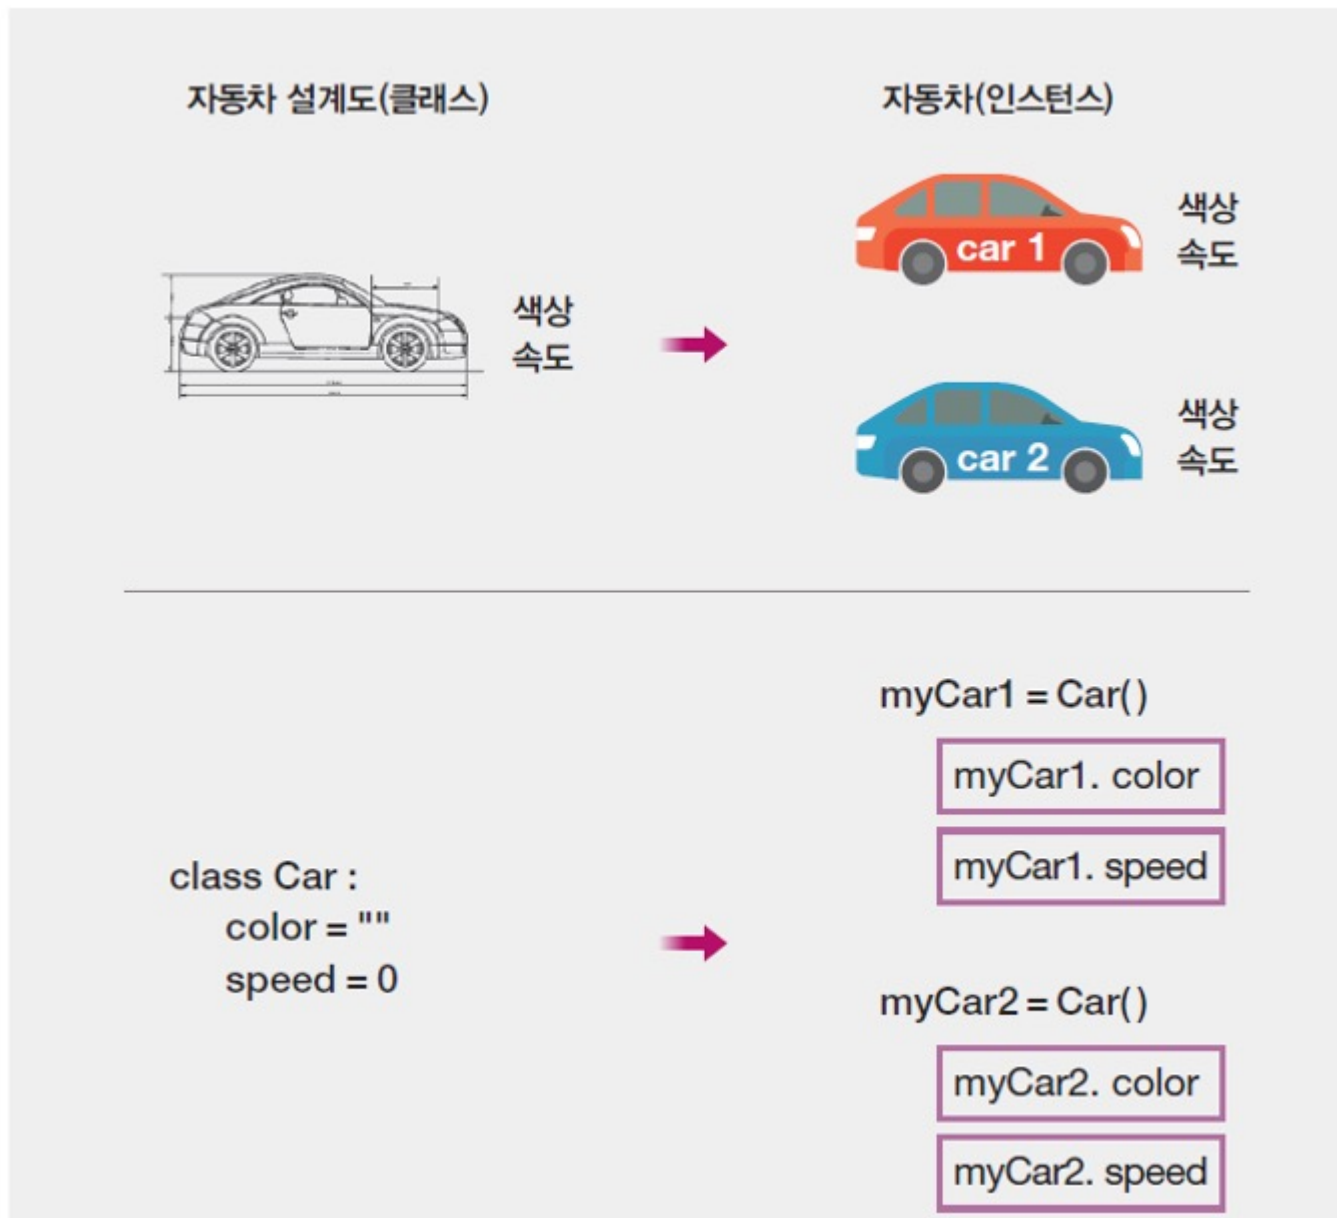 자동차 설계도(클래스)
자동차(인스턴스)
car 1
색상
속도
색상
속도
car 2
색상
속도
class Car :
color = ""
speed = 0
myCar1 = Car()
myCar1. color
myCar1. speed
myCar2 = Car()
myCar2. color
myCar2. speed